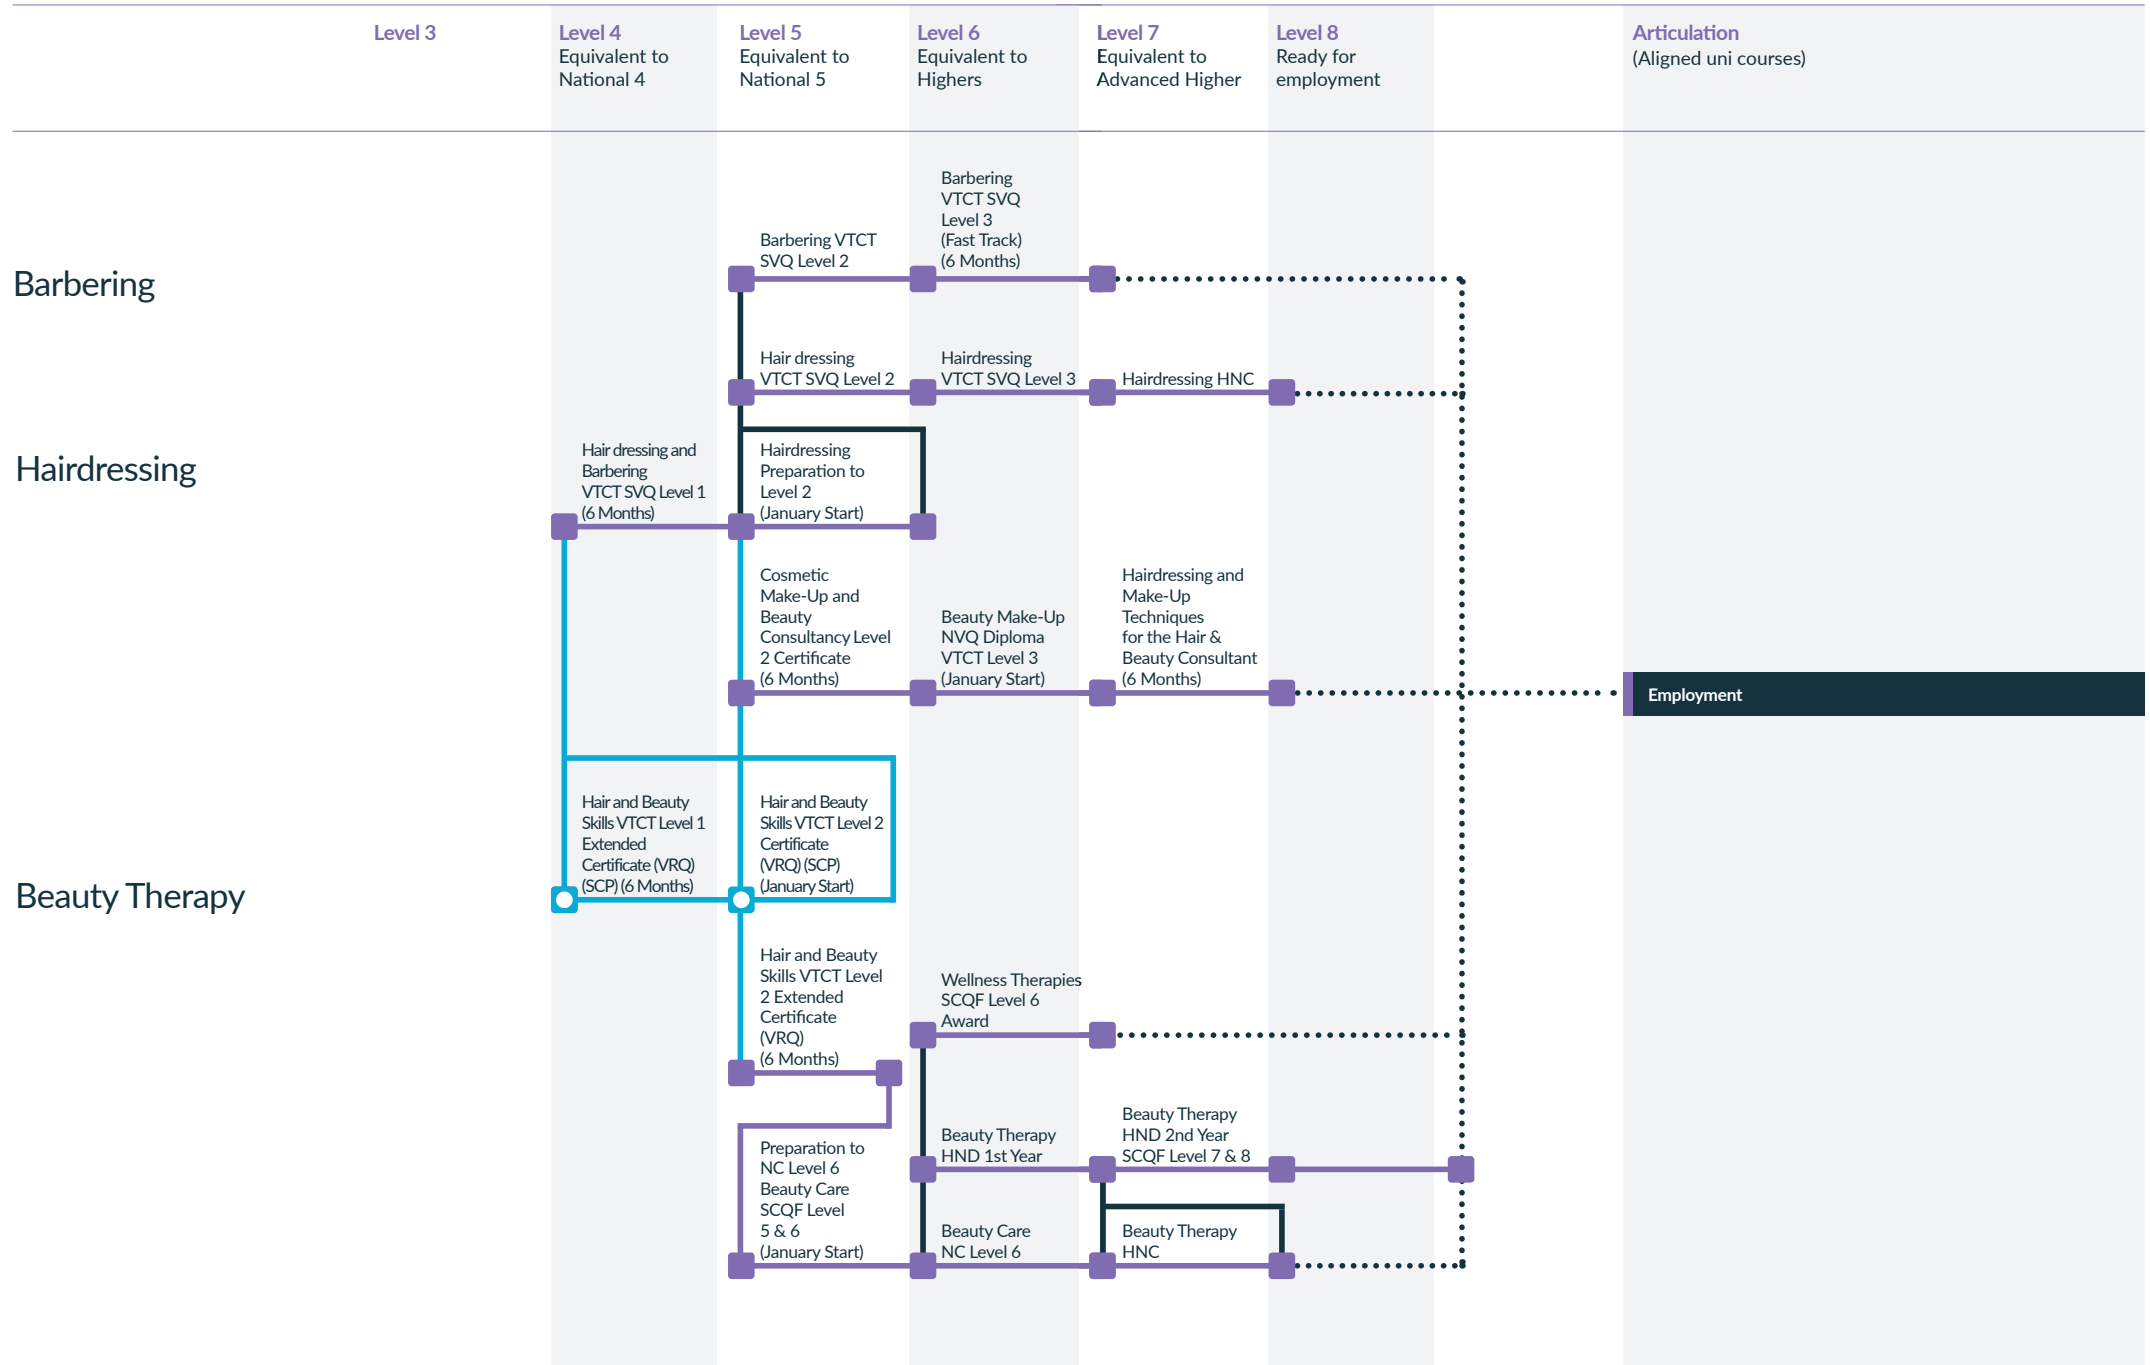 Level 3
Level 4
Equivalent to
National 4
Level 5
Equivalent to
National 5
Level 6
Equivalent to
Highers
Level 7
Equivalent to
Advanced Higher
Level 8
Ready for
employment
Articulation
(Aligned uni courses)
Barbering
Barbering VTCT
SVQ Level 2
Barbering
VTCT SVQ
Level 3
(Fast Track)
(6 Months)
Hairdressing
Hair dressing
VTCT SVQ Level 2
Hairdressing
VTCT SVQ Level 3
Hairdressing HNC
Hair dressing and
Barbering
VTCT SVQ Level 1
(6 Months)
Hairdressing
Preparation to
Level 2
(January Start)
Cosmetic
Make-Up and
Beauty
Consultancy Level
2 Certificate
(6 Months)
Beauty Make-Up
NVQ Diploma
VTCT Level 3
(January Start)
Hairdressing and
Make-Up
Techniques
for the Hair &
Beauty Consultant
(6 Months)
Employment
Beauty Therapy
Hair and Beauty
Skills VTCT Level 1
Extended
Certificate (VRQ)
(SCP) (6 Months)
Hair and Beauty
Skills VTCT Level 2
Certificate
(VRQ) (SCP)
(January Start)
Hair and Beauty
Skills VTCT Level
2 Extended
Certificate
(VRQ)
(6 Months)
Wellness Therapies
SCQF Level 6
Award
Preparation to
NC Level 6
Beauty Care
SCQF Level
5 & 6
(January Start)
Beauty Therapy
HND 1st Year
Beauty Therapy
HND 2nd Year
SCQF Level 7 & 8
Beauty Care
NC Level 6
Beauty Therapy
HNC